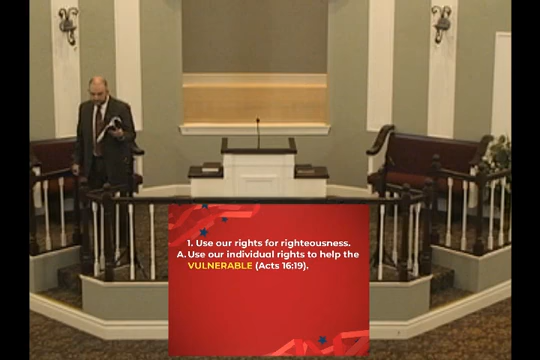 1. Use our rights for righteousness.
A. Use our individual rights to help the
VULNERABLE (Acts 16:19).